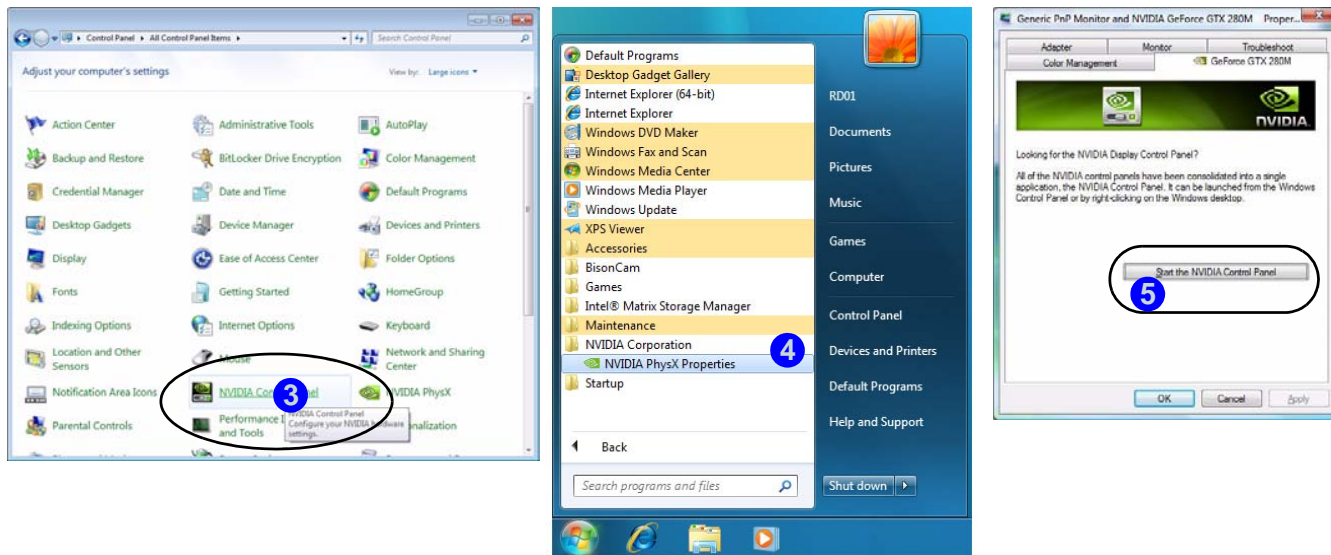 Control Panel ▸ All Control Panel Items ▸
Search Control Panel
Adjust your computer's settings
View by: Large icons
Action Center
Administrative Tools
AutoPlay
Backup and Restore
BitLocker Drive Encryption
Color Management
Credential Manager
Date and Time
Default Programs
Desktop Gadgets
Device Manager
Devices and Printers
Display
Ease of Access Center
Folder Options
Fonts
Getting Started
HomeGroup
Indexing Options
Internet Options
Keyboard
Location and Other Sensors
Mouse
Network and Sharing Center
Notification Area Icons
NVIDIA
3
NVIDIA PhysX
Parental Controls
Performance
and Tools
NVIDIA Control Panel
Configure your NVIDIA hardware
settings.
Default Programs
Desktop Gadget Gallery
Internet Explorer (64-bit)
Internet Explorer
Windows DVD Maker
Windows Fax and Scan
Windows Media Center
Windows Media Player
Windows Update
XPS Viewer
Accessories
BisonCam
Games
Intel® Matrix Storage Manager
Maintenance
NVIDIA Corporation
NVIDIA PhysX Properties
4
Startup
Back
Search programs and files
RD01
Documents
Pictures
Music
Games
Computer
Control Panel
Devices and Printers
Default Programs
Help and Support
Shut down
Generic PnP Monitor and NVIDIA GeForce GTX 280M Proper...
Adapter
Monitor
Troubleshoot
Color Management
GeForce GTX 280M
NVIDIA.
Looking for the NVIDIA Display Control Panel?
All of the NVIDIA control panels have been consolidated into a single
application, the NVIDIA Control Panel. It can be launched from the Windows
Control Panel or by right-clicking on the Windows desktop.
Start the NVIDIA Control Panel
5
OK
Cancel
Apply